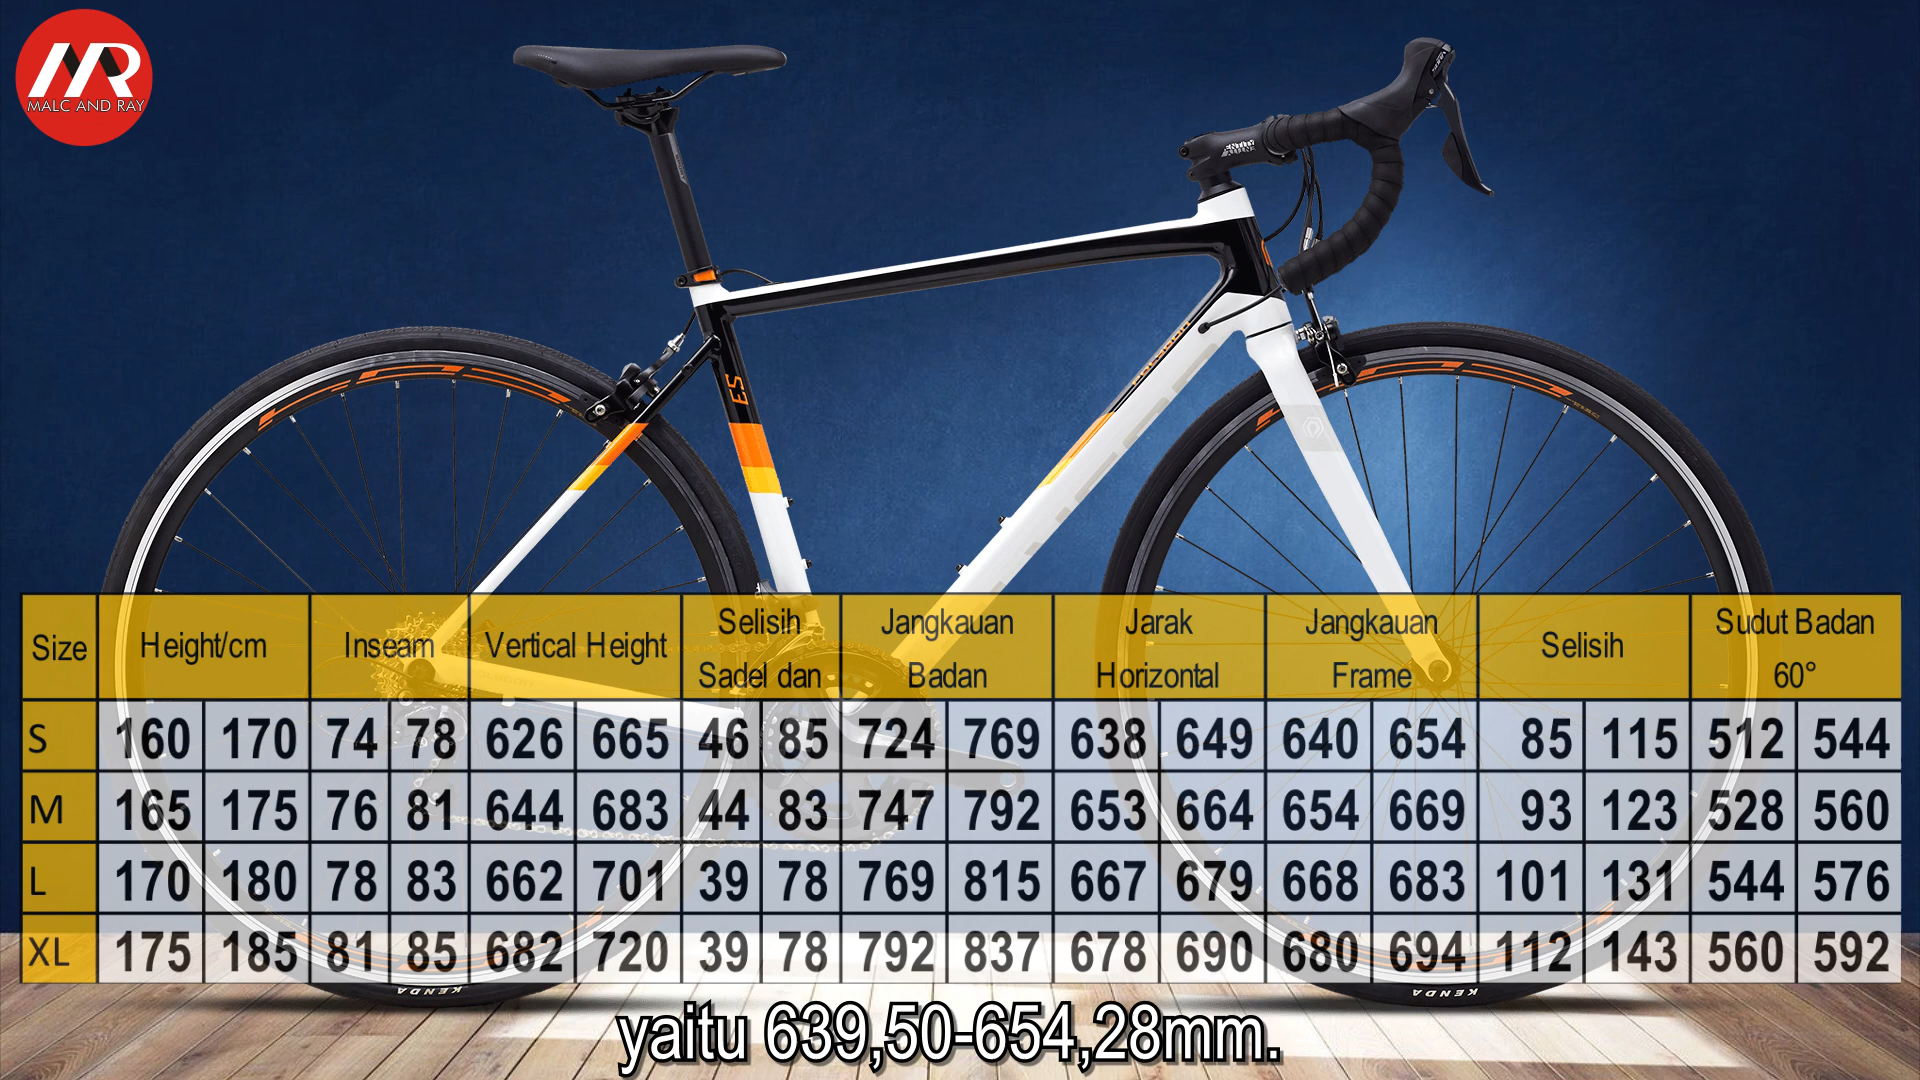 MR
MALC AND RAY
ENTITY
ES
Size Height/cm Inseam Vertical Height Selisih Sadel dan Jangkauan Badan Jarak Horizontal Jangkauan Frame Selisih Sudut Badan 60°
S 160 170 74 78 626 665 46 85 724 769 638 649 640 654 85 115 512 544
M 165 175 76 81 644 683 44 83 747 792 653 664 654 669 93 123 528 560
L 170 180 78 83 662 701 39 78 769 815 667 679 668 683 101 131 544 576
XL 175 185 81 85 682 720 39 78 792 837 678 690 680 694 112 143 560 592
KENDA
KENDA
yaitu 639,50-654,28mm.